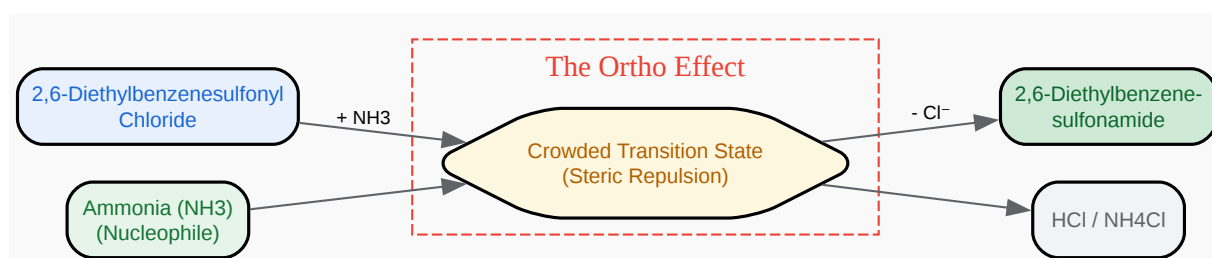 The Ortho Effect
2,6-Diethylbenzenesulfonyl
Chloride
+ NH3
Ammonia (NH3)
(Nucleophile)
Crowded Transition State
(Steric Repulsion)
- Cl⁻
2,6-Diethylbenzene-
sulfonamide
HCl / NH4Cl